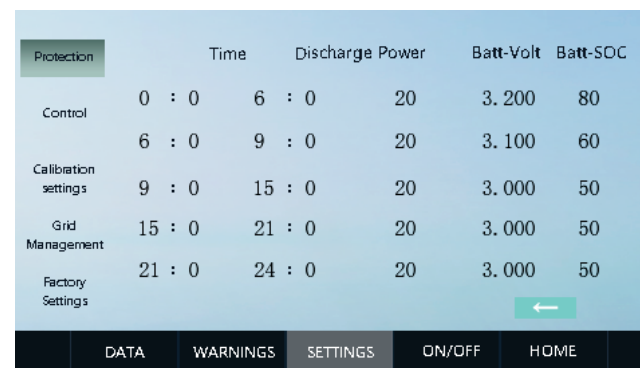 Protection Time Discharge Power Batt-Volt Batt-SOC
Control 0 : 0 6 : 0 20 3.200 80
6 : 0 9 : 0 20 3.100 60
Calibration
settings 9 : 0 15 : 0 20 3.000 50
Grid
Management 15 : 0 21 : 0 20 3.000 50
Factory
Settings 21 : 0 24 : 0 20 3.000 50
←
DATA WARNINGS SETTINGS ON/OFF HOME